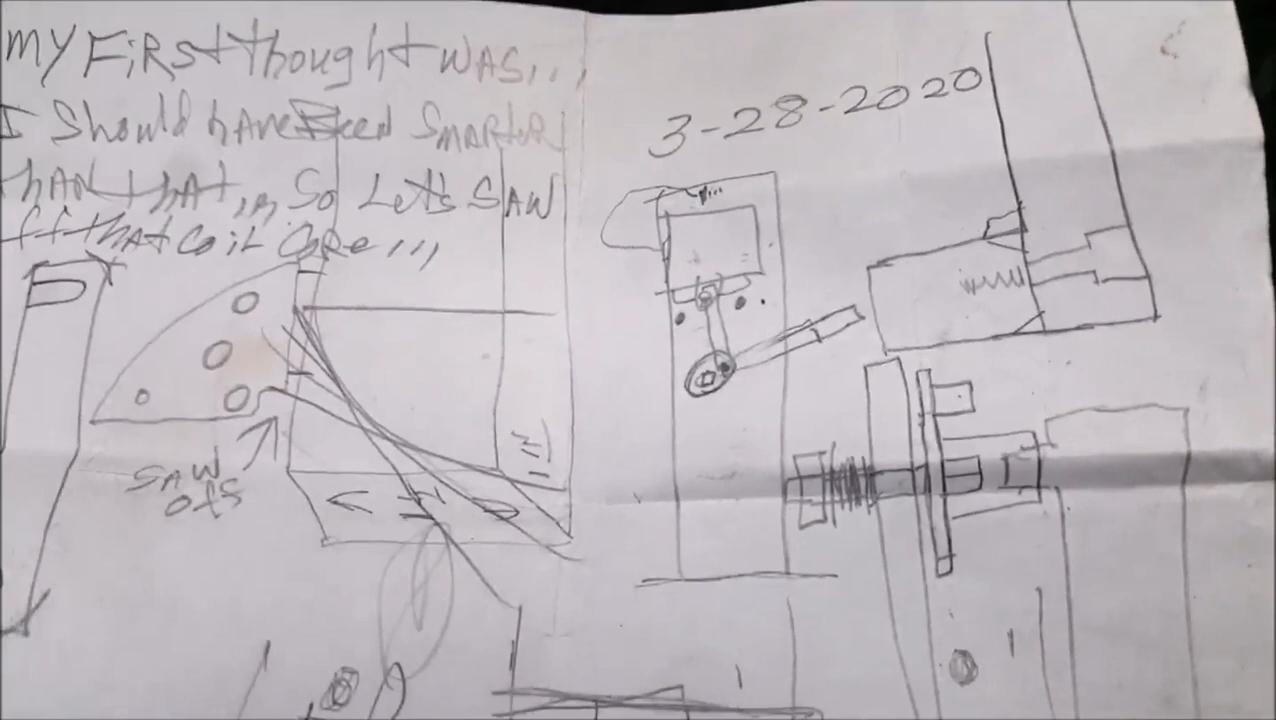 my First thought was...
I Should have Been Smarter
than that... So Let's SAW
ff that coil core...
3-28-2020
SAW
off